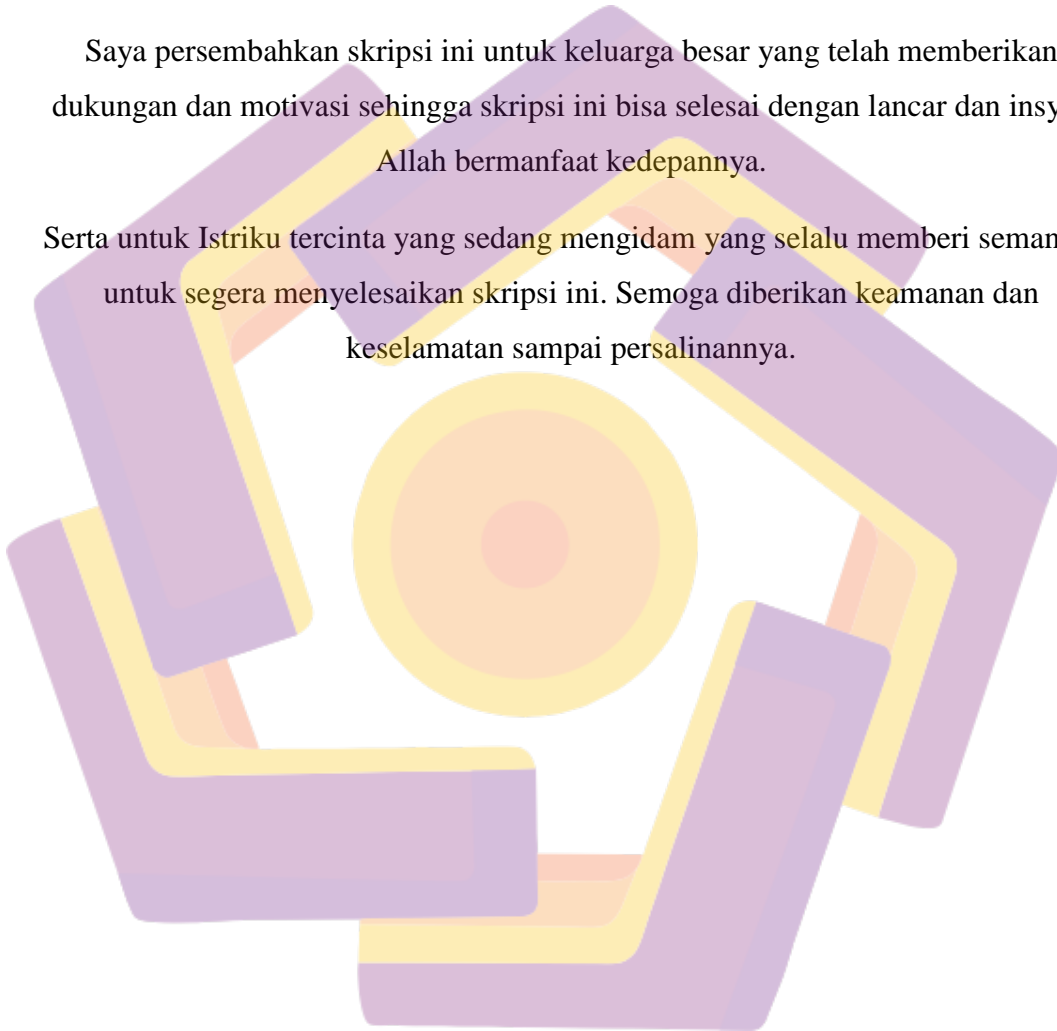 Saya persembahkan skripsi ini untuk keluarga besar yang telah memberikan
dukungan dan motivasi sehingga skripsi ini bisa selesai dengan lancar dan insy
Allah bermanfaat kedepannya.
Serta untuk Istriku tercinta yang sedang mengidam yang selalu memberi seman
untuk segera menyelesaikan skripsi ini. Semoga diberikan keamanan dan
keselamatan sampai persalinannya.